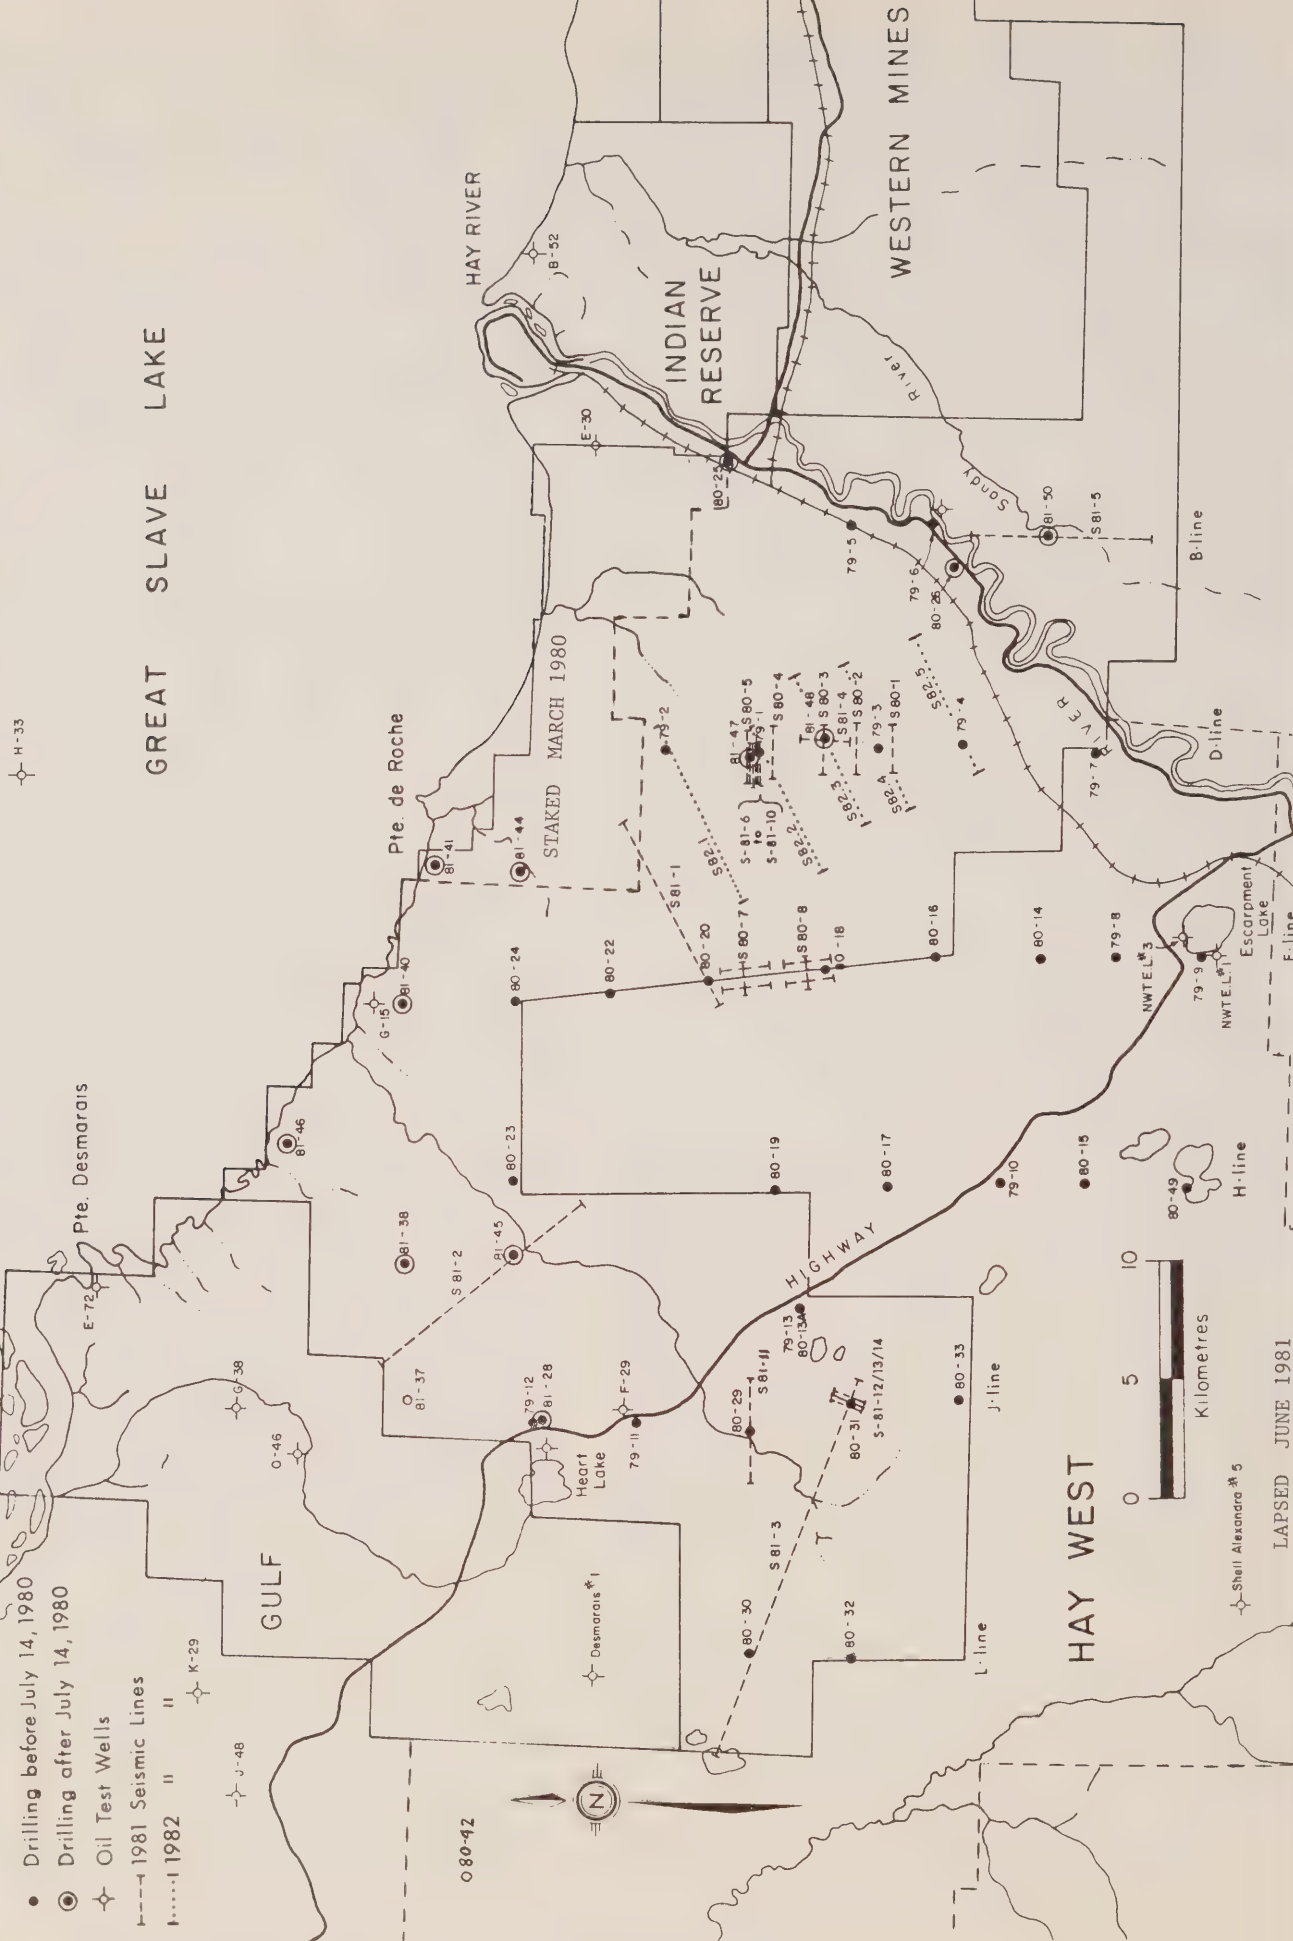 ● Drilling before July 14, 1980
◉ Drilling after July 14, 1980
Oil Test Wells
1981 Seismic Lines
1982 " "
GREAT SLAVE LAKE
H-33
HAY RIVER
B-52
INDIAN
RESERVE
WESTERN MINES
E-30
80-25
River
Sandy
81-50
S81-5
B-line
79-5
79-6
80-26
STAKED MARCH 1980
Pte. de Roche
81-41
81-44
79-2
S81-1
S82-1
81-47
S80-5
79-1
S80-4
S-81-6
to
S-81-10
S82-2
81-48
S80-3
S81-4
S80-2
79-3
S80-1
S82-3
S82-4
S82-5
79-4
79-7
RIVER
D-line
Pte. Desmarais
81-40
G-15
80-24
80-22
80-20
S80-7
S80-8
80-16
80-14
79-8
NWT.E.L.#3
79-9
NWT.E.L.#1
Escarpment
Lake
81-46
80-23
80-19
80-17
79-10
80-15
80-49
H-line
E-72
81-38
S81-2
81-45
HIGHWAY
G-38
O-46
81-37
79-12
81-28
F-29
79-11
Heart
Lake
80-29
S81-11
79-13
80-13A
80-31
S-81-12/13/14
80-33
J-line
0 5 10
Kilometres
GULF
K-29
J-48
Desmarais #1
S81-3
80-30
80-32
L-line
HAY WEST
Shell Alexandra #5
LAPSED JUNE 1981
N
080-42